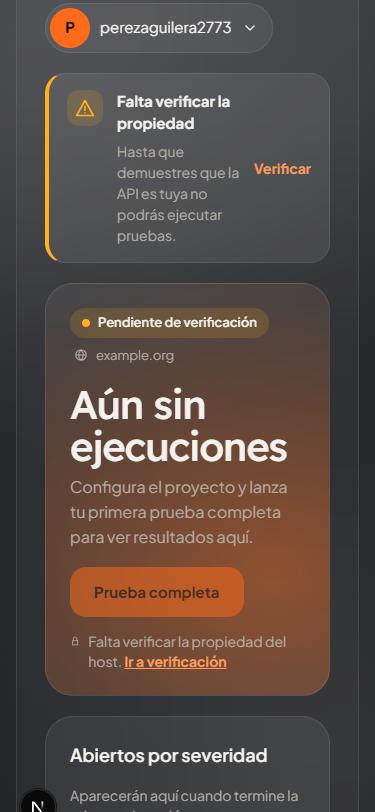 P perezaguilera2773
Falta verificar la
propiedad
Hasta que
demuestres que la
API es tuya no
podrás ejecutar
pruebas.
Verificar
Pendiente de verificación
example.org
Aún sin
ejecuciones
Configura el proyecto y lanza
tu primera prueba completa
para ver resultados aquí.
Prueba completa
Falta verificar la propiedad del
host. Ir a verificación
Abiertos por severidad
N
Aparecerán aquí cuando termine la